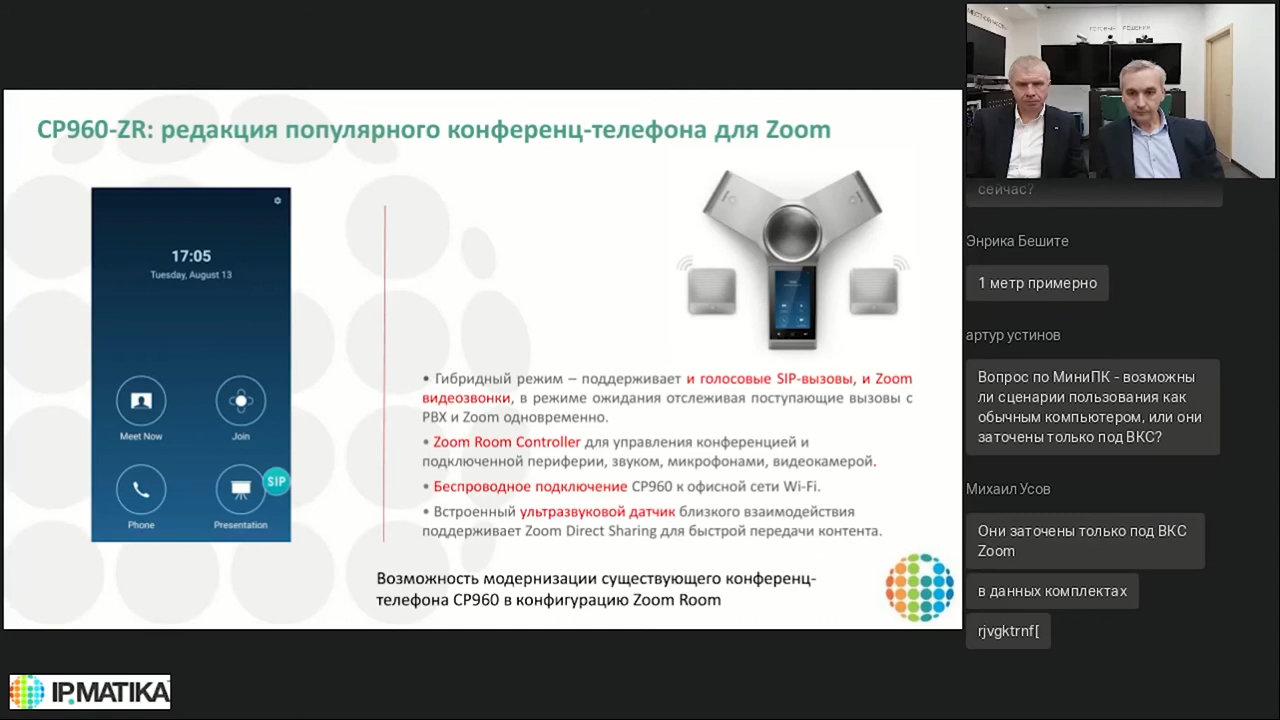 CP960-ZR: редакция популярного конференц-телефона для Zoom
17:05
Tuesday, August 13
Meet Now
Join
Phone
Presentation
SIP
• Гибридный режим – поддерживает и голосовые SIP-вызовы, и Zoom
видеозвонки, в режиме ожидания отслеживая поступающие вызовы с
PBX и Zoom одновременно.
• Zoom Room Controller для управления конференцией и
подключенной периферии, звуком, микрофонами, видеокамерой.
• Беспроводное подключение CP960 к офисной сети Wi-Fi.
• Встроенный ультразвуковой датчик близкого взаимодействия
поддерживает Zoom Direct Sharing для быстрой передачи контента.
Возможность модернизации существующего конференц-
телефона CP960 в конфигурацию Zoom Room
IPMATIKA
сейчас?
Энрика Бешите
1 метр примерно
артур устинов
Вопрос по МиниПК - возможны
ли сценарии пользования как
обычным компьютером, или они
заточены только под ВКС?
Михаил Усов
Они заточены только под ВКС
Zoom
в данных комплектах
rjvgktrnf[